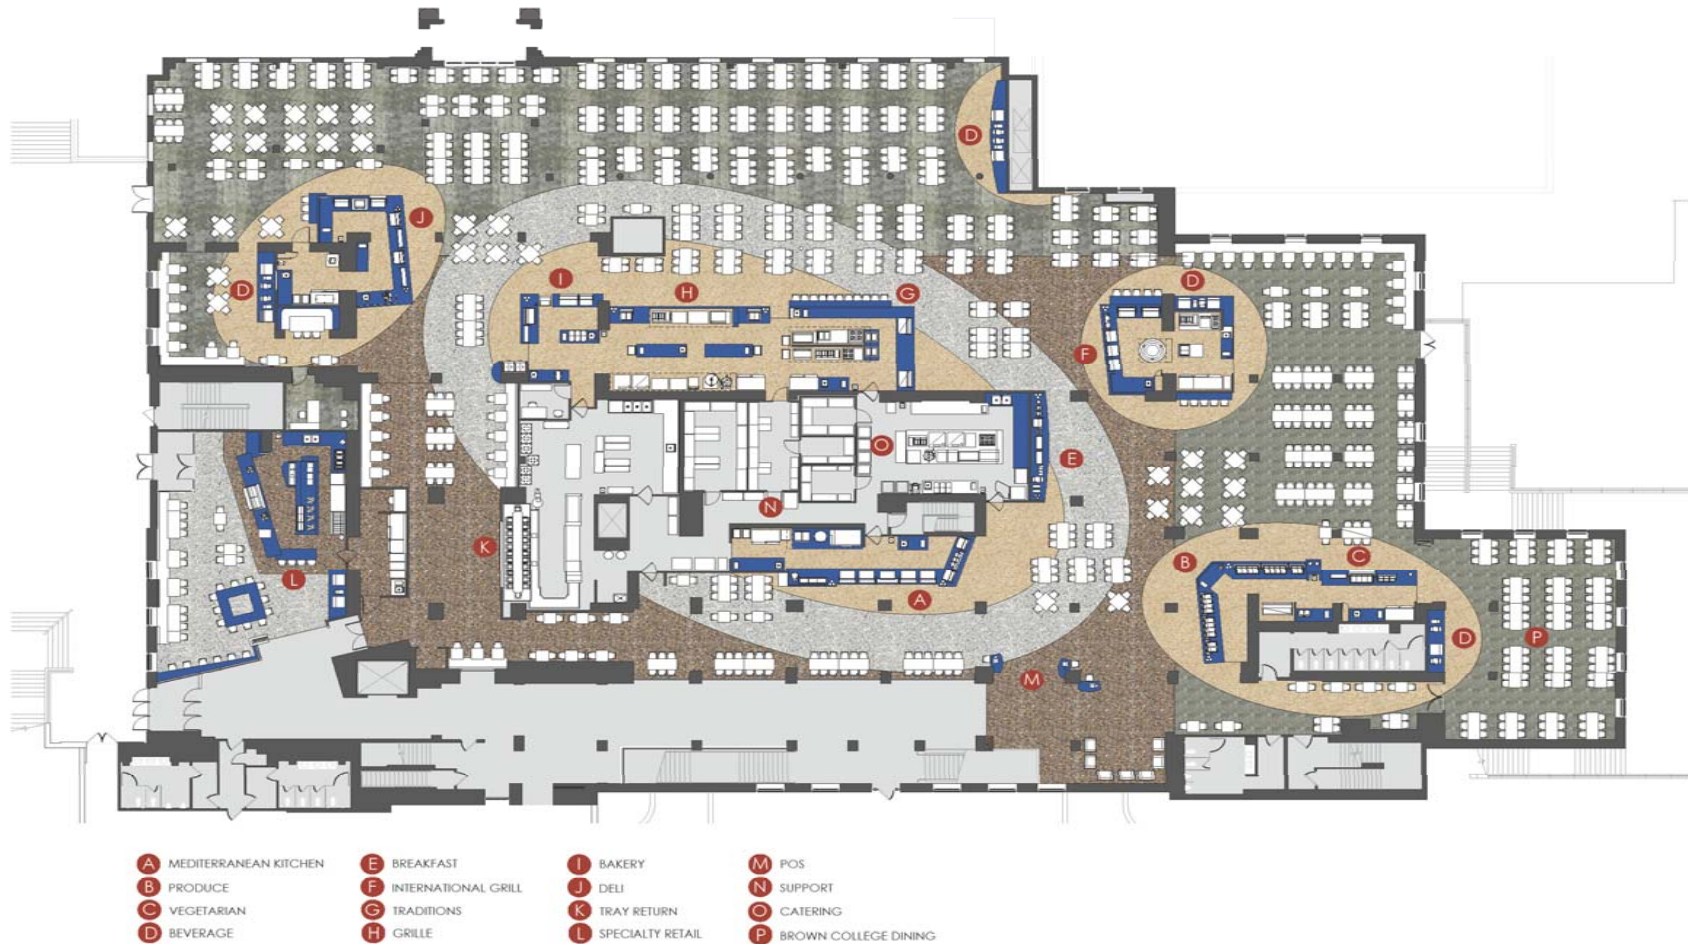 D
J
D
I
H
G
D
F
O
E
N
K
L
A
B
C
D
P
M
A MEDITERRANEAN KITCHEN
B PRODUCE
C VEGETARIAN
D BEVERAGE
E BREAKFAST
F INTERNATIONAL GRILL
G TRADITIONS
H GRILLE
I BAKERY
J DELI
K TRAY RETURN
L SPECIALTY RETAIL
M POS
N SUPPORT
O CATERING
P BROWN COLLEGE DINING